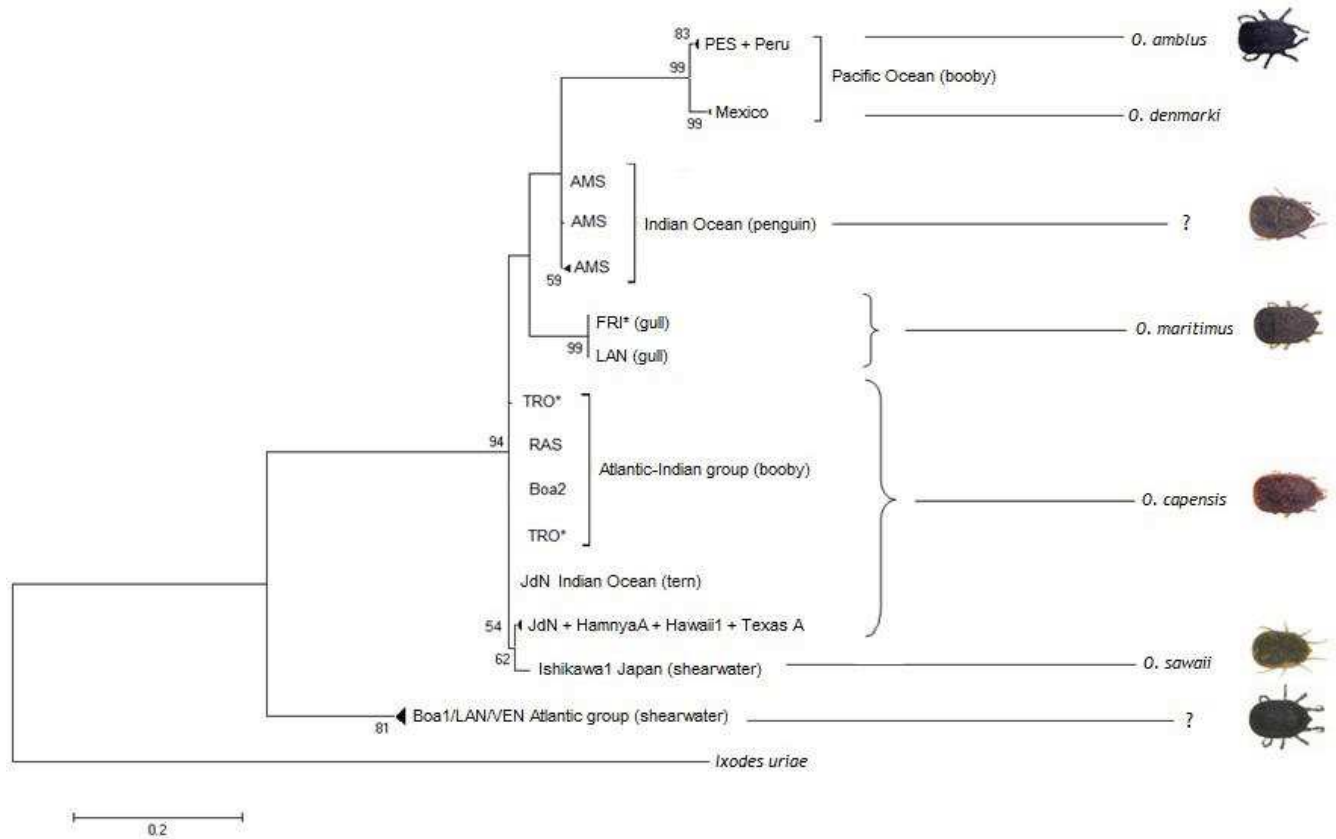 83
PES + Peru
O. amblus
99
Pacific Ocean (booby)
99
Mexico
O. denmarki
AMS
AMS
Indian Ocean (penguin)
?
59
AMS
FRI* (gull)
O. maritimus
99
LAN (gull)
TRO*
94
RAS
Atlantic-Indian group (booby)
Boa2
O. capensis
TRO*
JdN Indian Ocean (tern)
54
JdN + HamnyaA + Hawaii1 + Texas A
62
Ishikawa1 Japan (shearwater)
O. sawaii
81
Boa1/LAN/VEN Atlantic group (shearwater)
?
Ixodes uriae
0.2